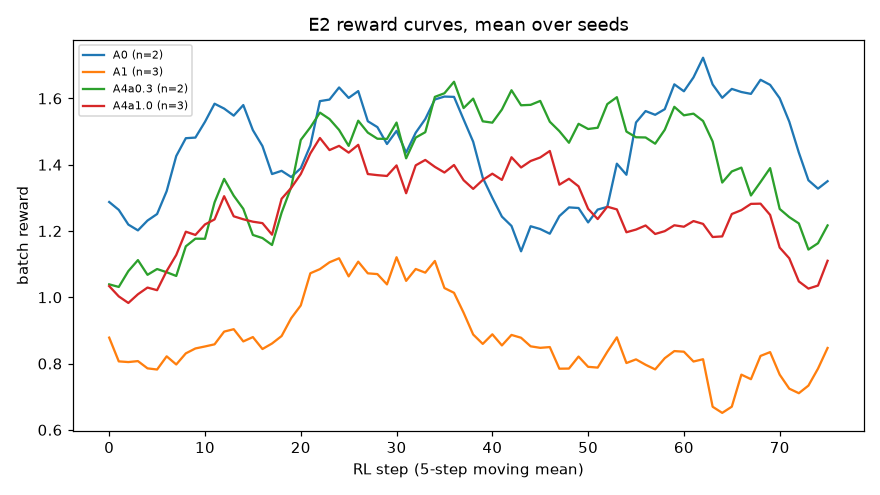 E2 reward curves, mean over seeds
A0 (n=2)
A1 (n=3)
A4a0.3 (n=2)
A4a1.0 (n=3)
batch reward
1.6
1.4
1.2
1.0
0.8
0.6
0 10 20 30 40 50 60 70
RL step (5-step moving mean)